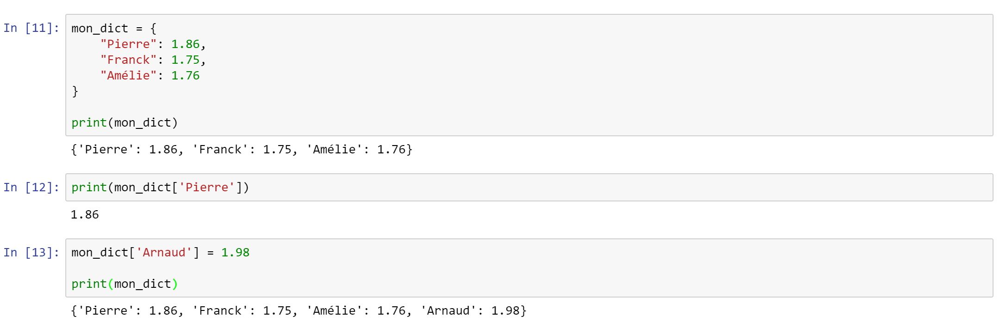 In [11]: mon_dict = {
    "Pierre": 1.86,
    "Franck": 1.75,
    "Amélie": 1.76
}
print(mon_dict)
{'Pierre': 1.86, 'Franck': 1.75, 'Amélie': 1.76}
In [12]: print(mon_dict['Pierre'])
1.86
In [13]: mon_dict['Arnaud'] = 1.98
print(mon_dict)
{'Pierre': 1.86, 'Franck': 1.75, 'Amélie': 1.76, 'Arnaud': 1.98}